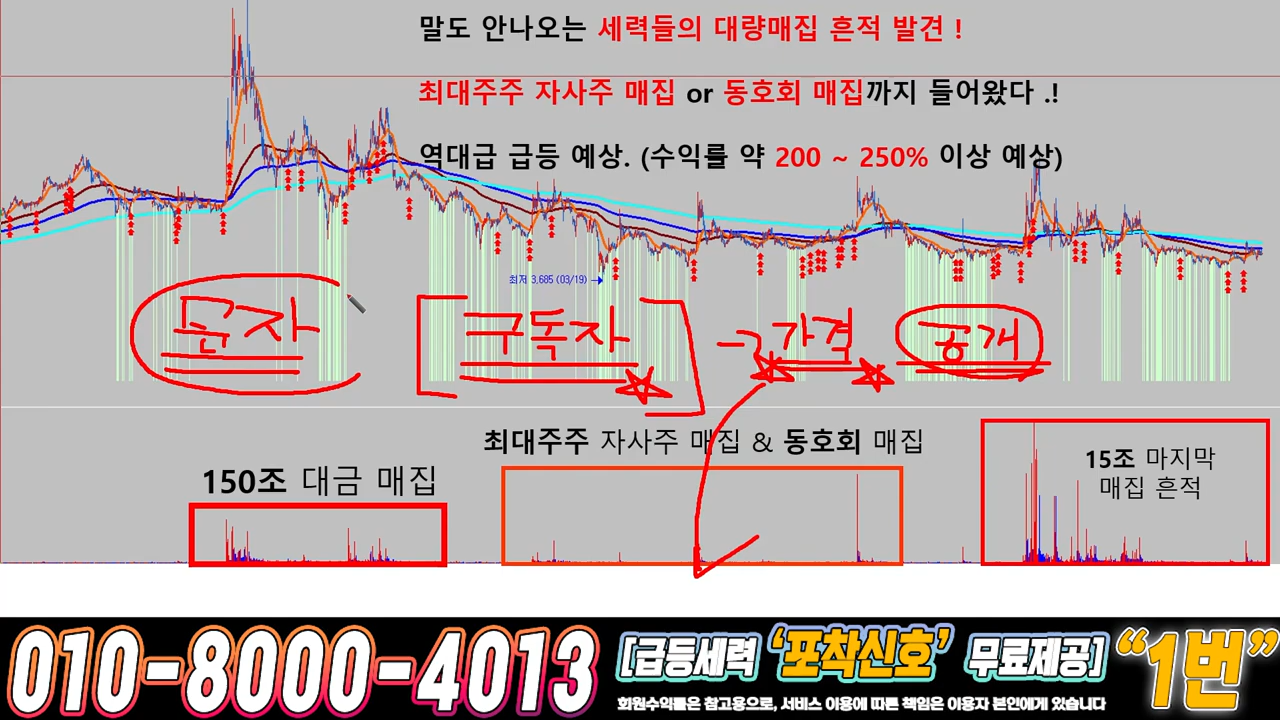 말도 안나오는 세력들의 대량매집 흔적 발견 !
최대주주 자사주 매집 or 동호회 매집까지 들어왔다 .!
역대급 급등 예상. (수익률 약 200 ~ 250% 이상 예상)
최저 3,685 (03/19)
문자 구독자 가격 공개
최대주주 자사주 매집 & 동호회 매집
150조 대금 매집
15조 마지막
매집 흔적
010-8000-4013 [급등세력 '포착신호' 무료제공] "1번"
회원수익률은 참고용으로, 서비스 이용에 따른 책임은 이용자 본인에게 있습니다